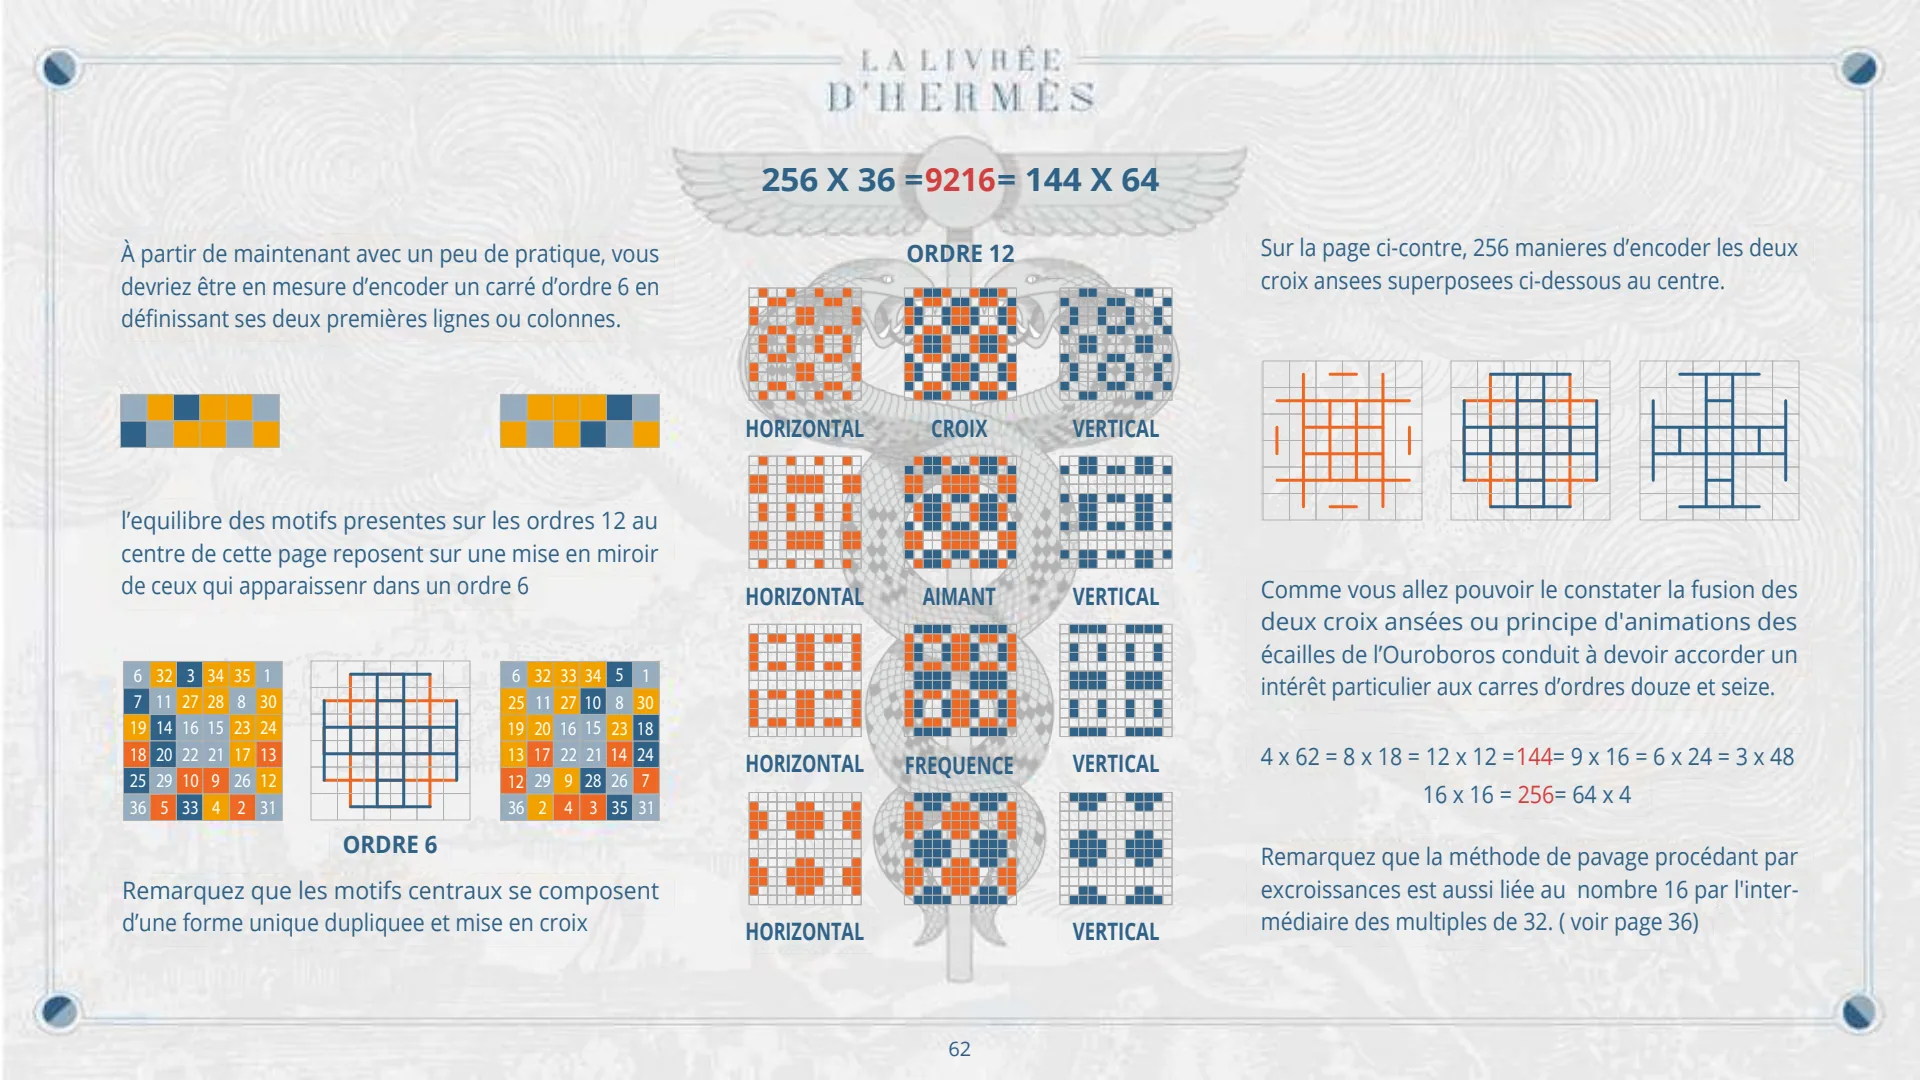 LA LIVRÉE
D'HERMÈS
256 X 36 =9216= 144 X 64
À partir de maintenant avec un peu de pratique, vous
devriez être en mesure d’encoder un carré d’ordre 6 en
définissant ses deux premières lignes ou colonnes.
l’equilibre des motifs presentes sur les ordres 12 au
centre de cette page reposent sur une mise en miroir
de ceux qui apparaissenr dans un ordre 6
6 32 3 34 35 1
7 11 27 28 8 30
19 14 16 15 23 24
18 20 22 21 17 13
25 29 10 9 26 12
36 5 33 4 2 31
6 32 33 34 5 1
25 11 27 10 8 30
19 20 16 15 23 18
13 17 22 21 14 24
12 29 9 28 26 7
36 2 4 3 35 31
ORDRE 6
Remarquez que les motifs centraux se composent
d’une forme unique dupliquee et mise en croix
ORDRE 12
HORIZONTAL CROIX VERTICAL
HORIZONTAL AIMANT VERTICAL
HORIZONTAL FREQUENCE VERTICAL
HORIZONTAL VERTICAL
Sur la page ci-contre, 256 manieres d’encoder les deux
croix ansees superposees ci-dessous au centre.
Comme vous allez pouvoir le constater la fusion des
deux croix ansées ou principe d'animations des
écailles de l’Ouroboros conduit à devoir accorder un
intérêt particulier aux carres d’ordres douze et seize.
4 x 62 = 8 x 18 = 12 x 12 =144= 9 x 16 = 6 x 24 = 3 x 48
16 x 16 = 256= 64 x 4
Remarquez que la méthode de pavage procédant par
excroissances est aussi liée au nombre 16 par l'inter-
médiaire des multiples de 32. ( voir page 36)
62